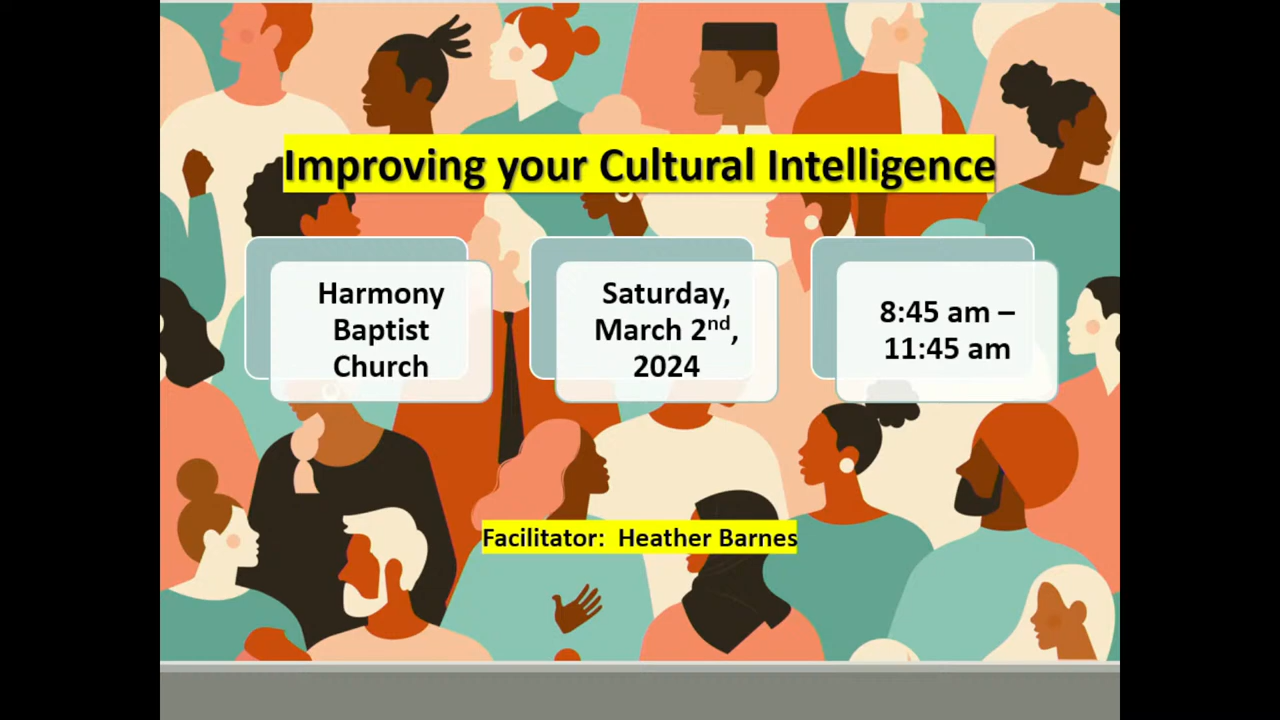 Improving your Cultural Intelligence
Harmony
Baptist
Church
Saturday,
March 2nd,
2024
8:45 am –
11:45 am
Facilitator:  Heather Barnes